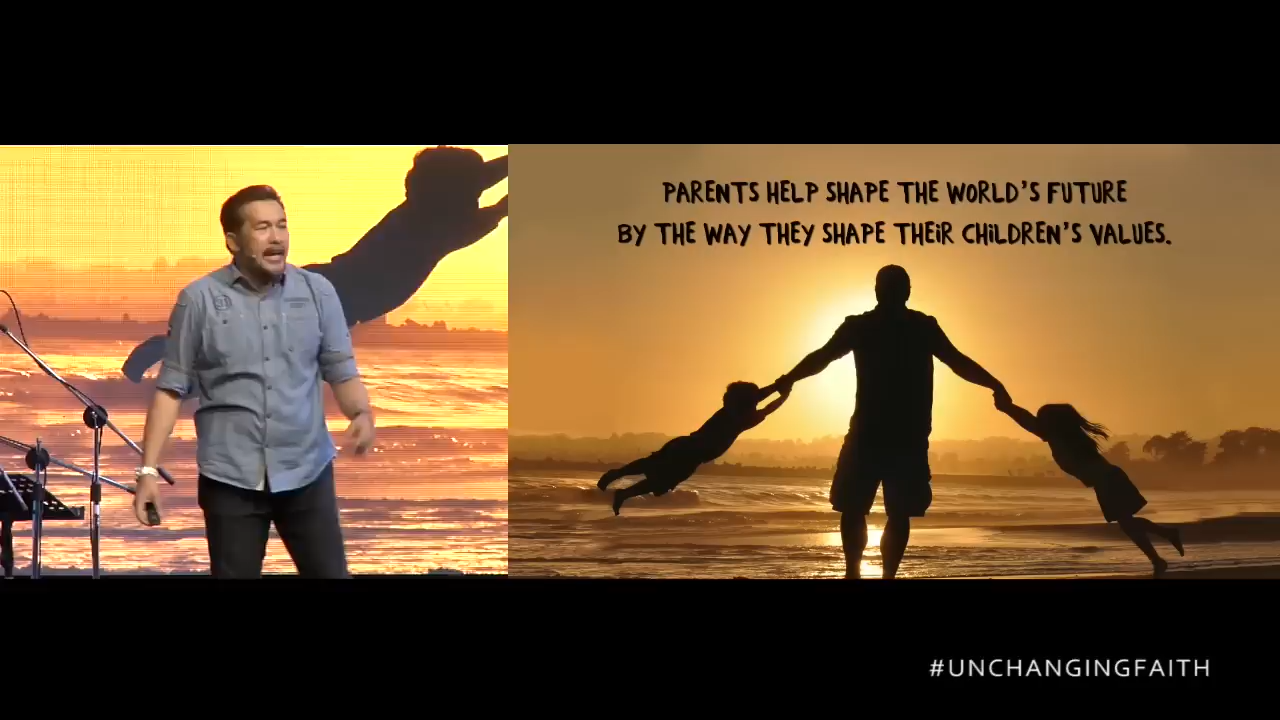 PARENTS HELP SHAPE THE WORLD'S FUTURE
BY THE WAY THEY SHAPE THEIR CHILDREN'S VALUES.
#UNCHANGINGFAITH